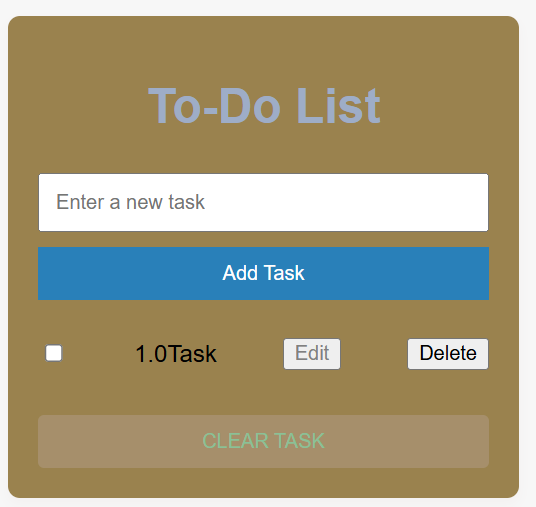 To-Do List
Enter a new task
Add Task
1.0Task Edit Delete
CLEAR TASK